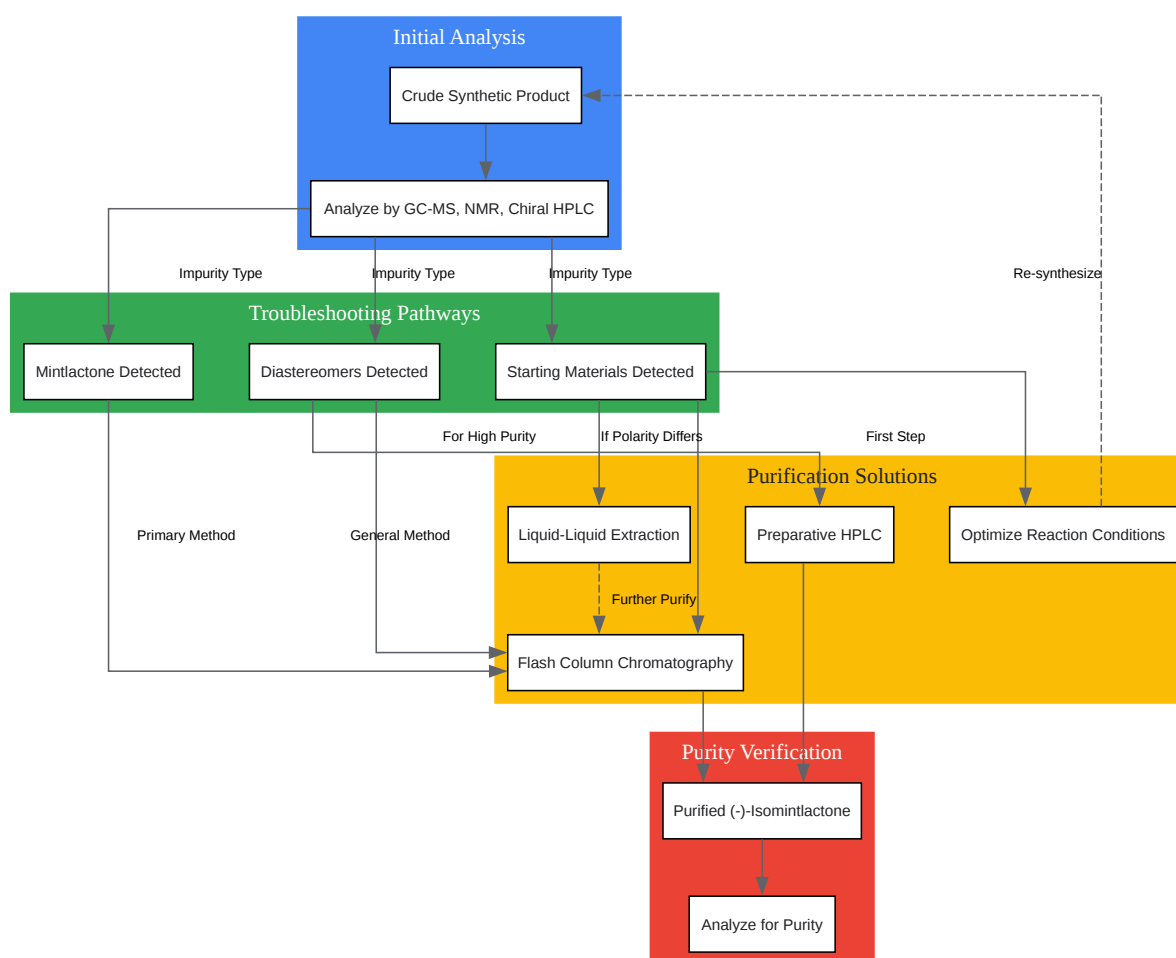 Initial Analysis
Crude Synthetic Product
Analyze by GC-MS, NMR, Chiral HPLC
Impurity Type
Impurity Type
Impurity Type
Re-synthesize
Troubleshooting Pathways
Mintlactone Detected
Diastereomers Detected
Starting Materials Detected
For High Purity
If Polarity Differs
First Step
Purification Solutions
Primary Method
General Method
Liquid-Liquid Extraction
Preparative HPLC
Optimize Reaction Conditions
Further Purify
Flash Column Chromatography
Purity Verification
Purified (-)-Isomintlactone
Analyze for Purity